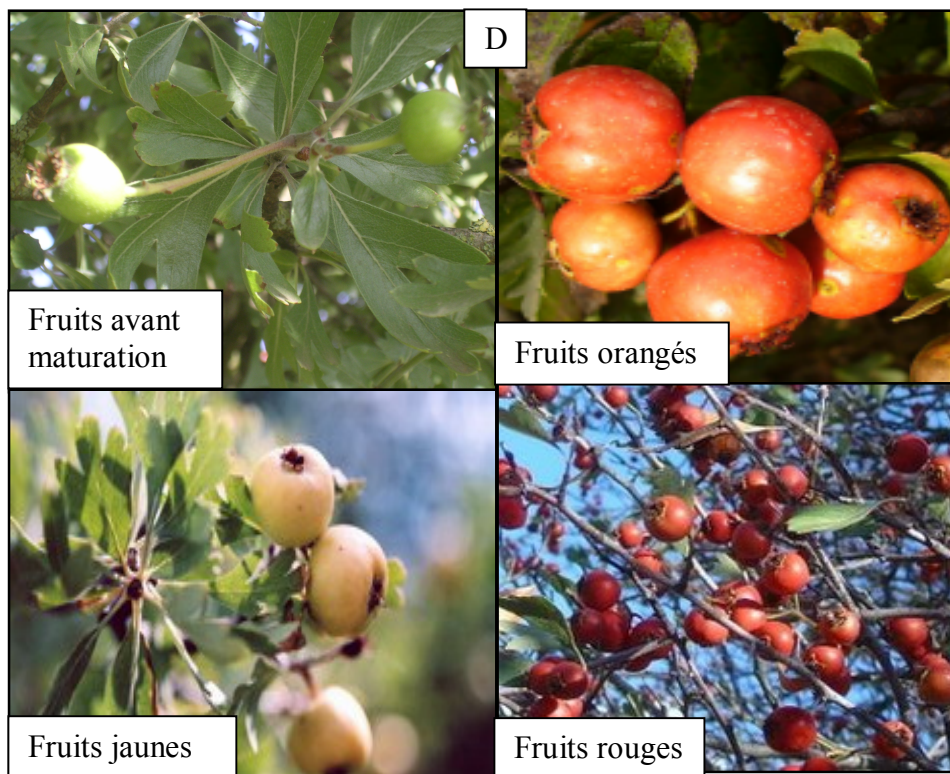 D
Fruits avant
maturation
Fruits orangés
Fruits jaunes
Fruits rouges